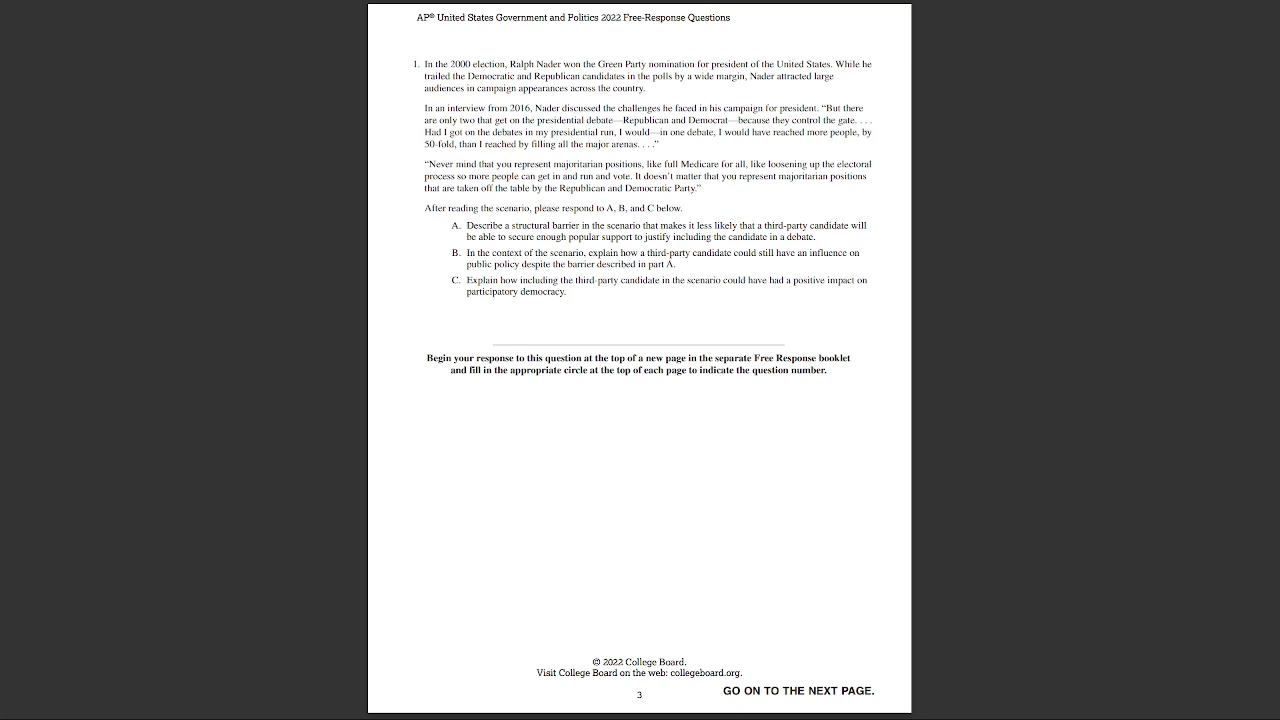 AP® United States Government and Politics 2022 Free-Response Questions
1. In the 2000 election, Ralph Nader won the Green Party nomination for president of the United States. While he
trailed the Democratic and Republican candidates in the polls by a wide margin, Nader attracted large
audiences in campaign appearances across the country.
In an interview from 2016, Nader discussed the challenges he faced in his campaign for president. “But there
are only two that get on the presidential debate—Republican and Democrat—because they control the gate. . . .
Had I got on the debates in my presidential run, I would—in one debate, I would have reached more people, by
50-fold, than I reached by filling all the major arenas. . . .”
“Never mind that you represent majoritarian positions, like full Medicare for all, like loosening up the electoral
process so more people can get in and run and vote. It doesn’t matter that you represent majoritarian positions
that are taken off the table by the Republican and Democratic Party.”
After reading the scenario, please respond to A, B, and C below.
A. Describe a structural barrier in the scenario that makes it less likely that a third-party candidate will
be able to secure enough popular support to justify including the candidate in a debate.
B. In the context of the scenario, explain how a third-party candidate could still have an influence on
public policy despite the barrier described in part A.
C. Explain how including the third-party candidate in the scenario could have had a positive impact on
participatory democracy.
Begin your response to this question at the top of a new page in the separate Free Response booklet
and fill in the appropriate circle at the top of each page to indicate the question number.
© 2022 College Board.
Visit College Board on the web: collegeboard.org.
3
GO ON TO THE NEXT PAGE.